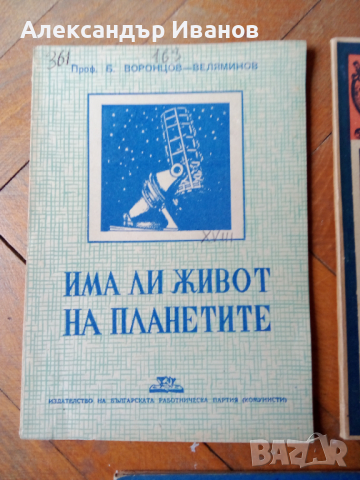 Александър Иванов
361
163
Проф. Б. ВОРОНЦОВ—ВЕЛЯМИНОВ
XVIII
ИМА ЛИ ЖИВОТ
НА ПЛАНЕТИТЕ
ИЗДАТЕЛСТВО НА БЪЛГАРСКАТА РАБОТНИЧЕСКА ПАРТИЯ (КОМУНИСТИ)
BAZAR